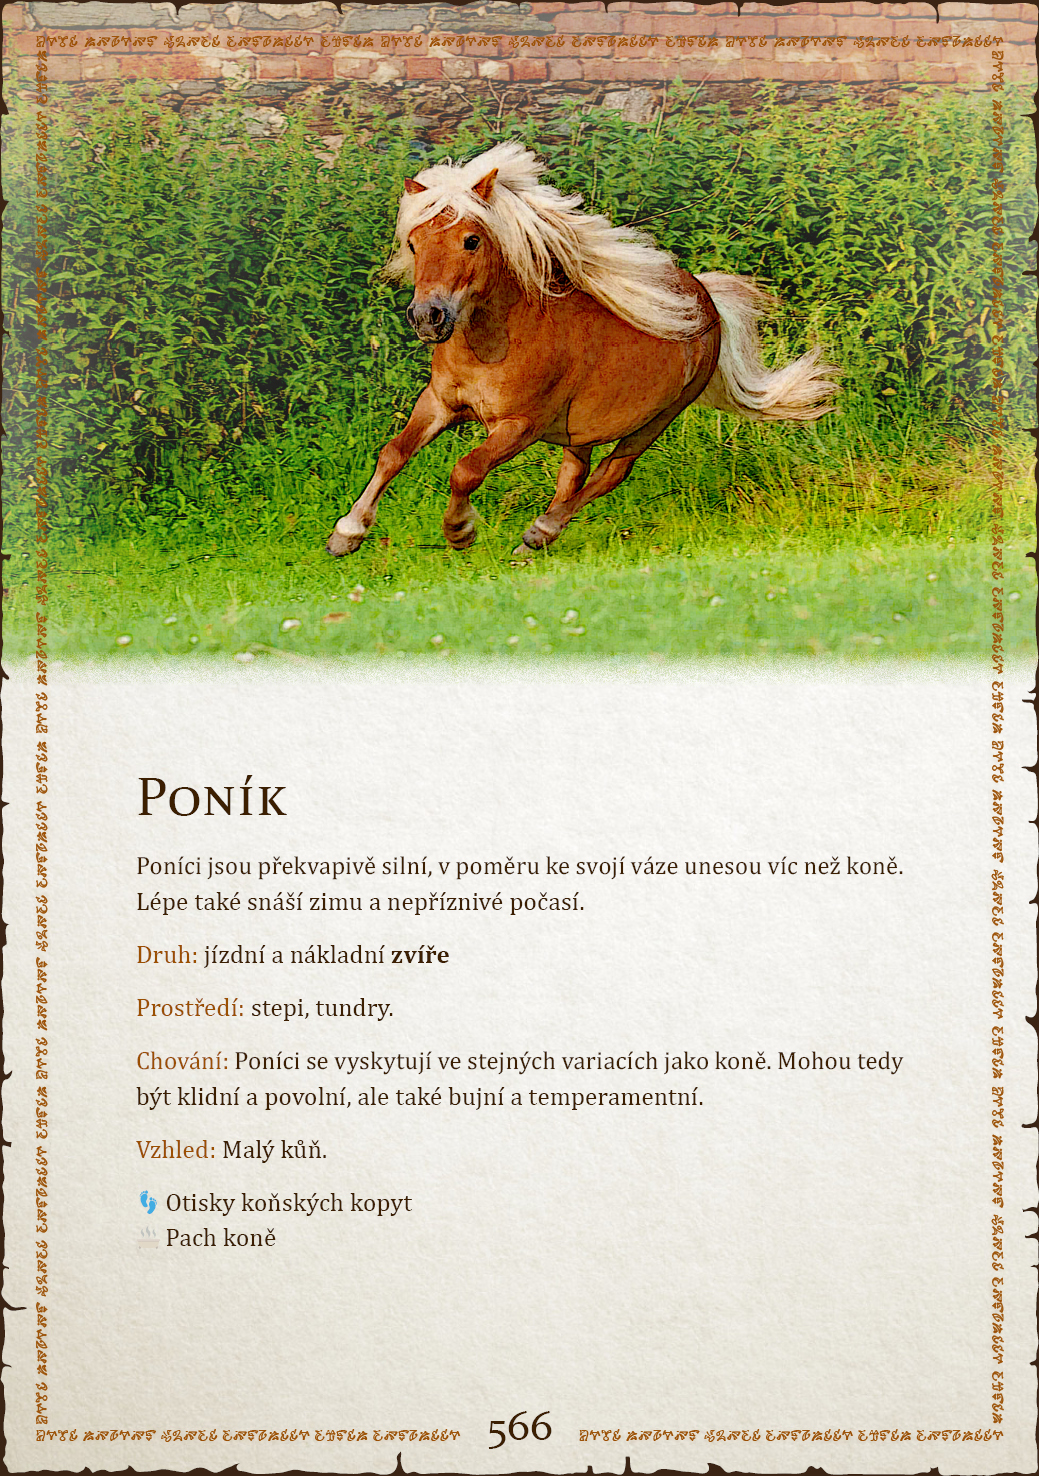 Poník
Poníci jsou překvapivě silní, v poměru ke svojí váze unesou víc než koně.
Lépe také snáší zimu a nepříznivé počasí.
Druh: jízdní a nákladní zvíře
Prostředí: stepi, tundry.
Chování: Poníci se vyskytují ve stejných variacích jako koně. Mohou tedy
být klidní a povolní, ale také bujní a temperamentní.
Vzhled: Malý kůň.
Otisky koňských kopyt
Pach koně
566